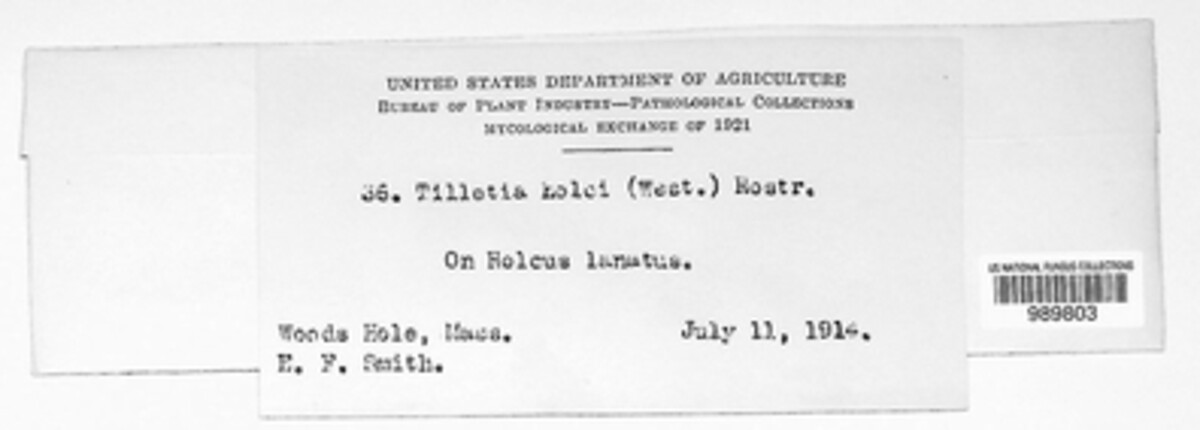 UNITED STATES DEPARTMENT OF AGRICULTURE
BUREAU OF PLANT INDUSTRY—PATHOLOGICAL COLLECTIONS
MYCOLOGICAL EXCHANGE OF 1921
36. Tilletia holci (West.) Rostr.
On Holcus lanatus.
Woods Hole, Mass. July 11, 1914.
E. F. Smith.
US NATIONAL FUNGUS COLLECTIONS
989803